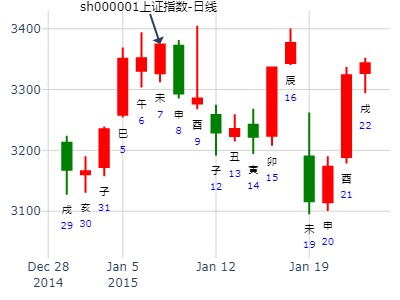 sh000001上证指数-日线
3400
3300
3200
3100
戌
29
亥
30
子
31
巳
5
午
6
未
7
申
8
酉
9
子
12
丑
13
寅
14
卯
15
辰
16
未
19
申
20
酉
21
戌
22
Dec 28
2014
Jan 5
2015
Jan 12
Jan 19